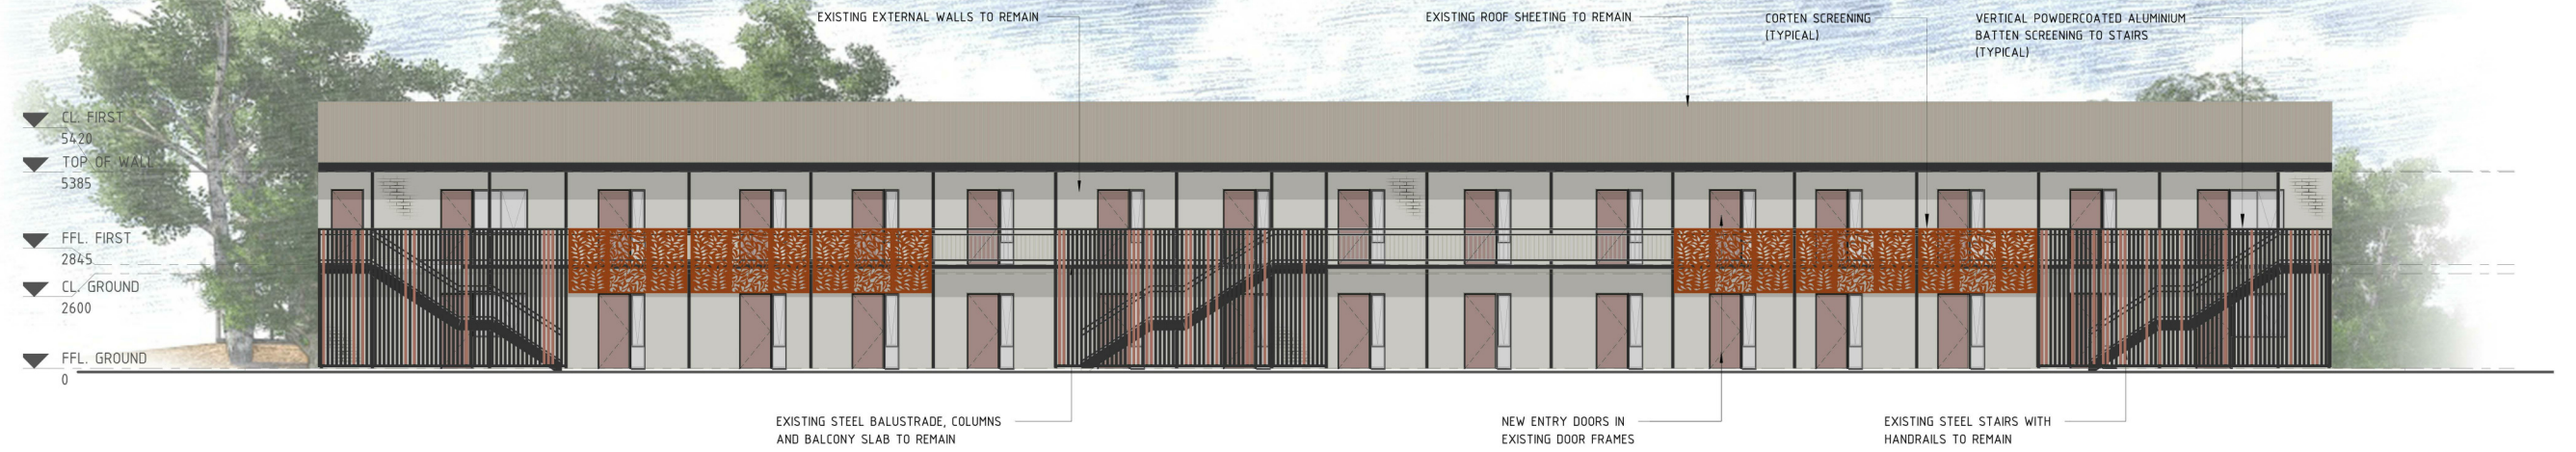 EXISTING EXTERNAL WALLS TO REMAIN
EXISTING ROOF SHEETING TO REMAIN
CORTEN SCREENING
(TYPICAL)
VERTICAL POWDERCOATED ALUMINIUM
BATTEN SCREENING TO STAIRS
(TYPICAL)
CL. FIRST
5420
TOP OF WALL
5385
FFL. FIRST
2845
CL. GROUND
2600
FFL. GROUND
0
EXISTING STEEL BALUSTRADE, COLUMNS
AND BALCONY SLAB TO REMAIN
NEW ENTRY DOORS IN
EXISTING DOOR FRAMES
EXISTING STEEL STAIRS WITH
HANDRAILS TO REMAIN